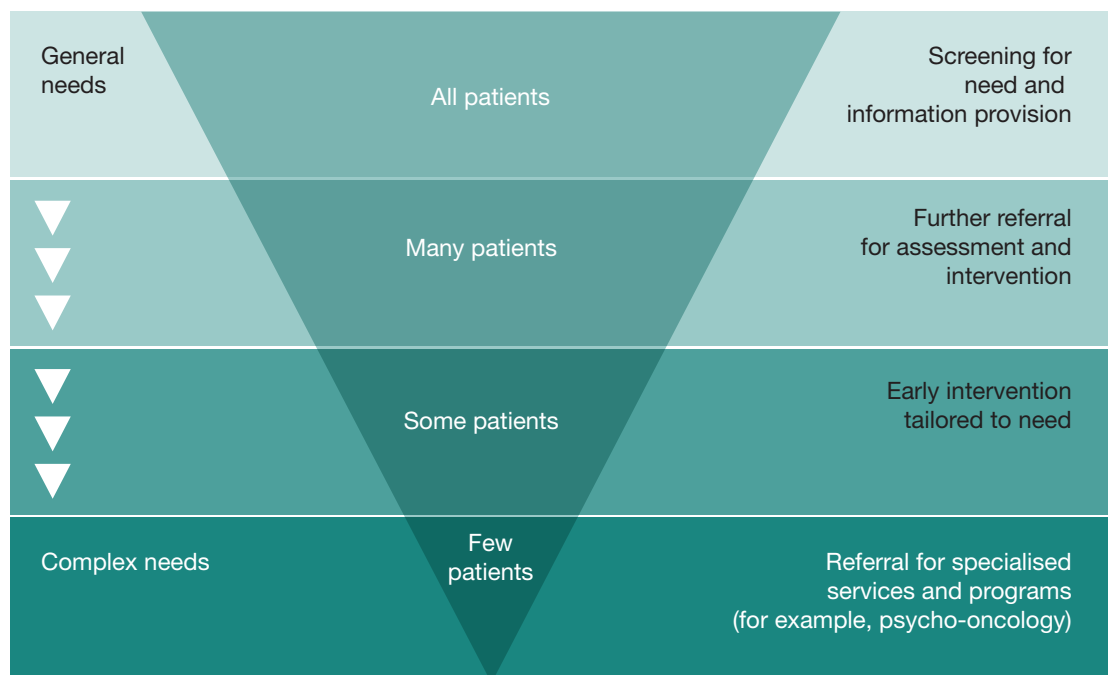 General
needs
All patients
Screening for
need and
information provision
Many patients
Further referral
for assessment and
intervention
Some patients
Early intervention
tailored to need
Complex needs
Few
patients
Referral for specialised
services and programs
(for example, psycho-oncology)